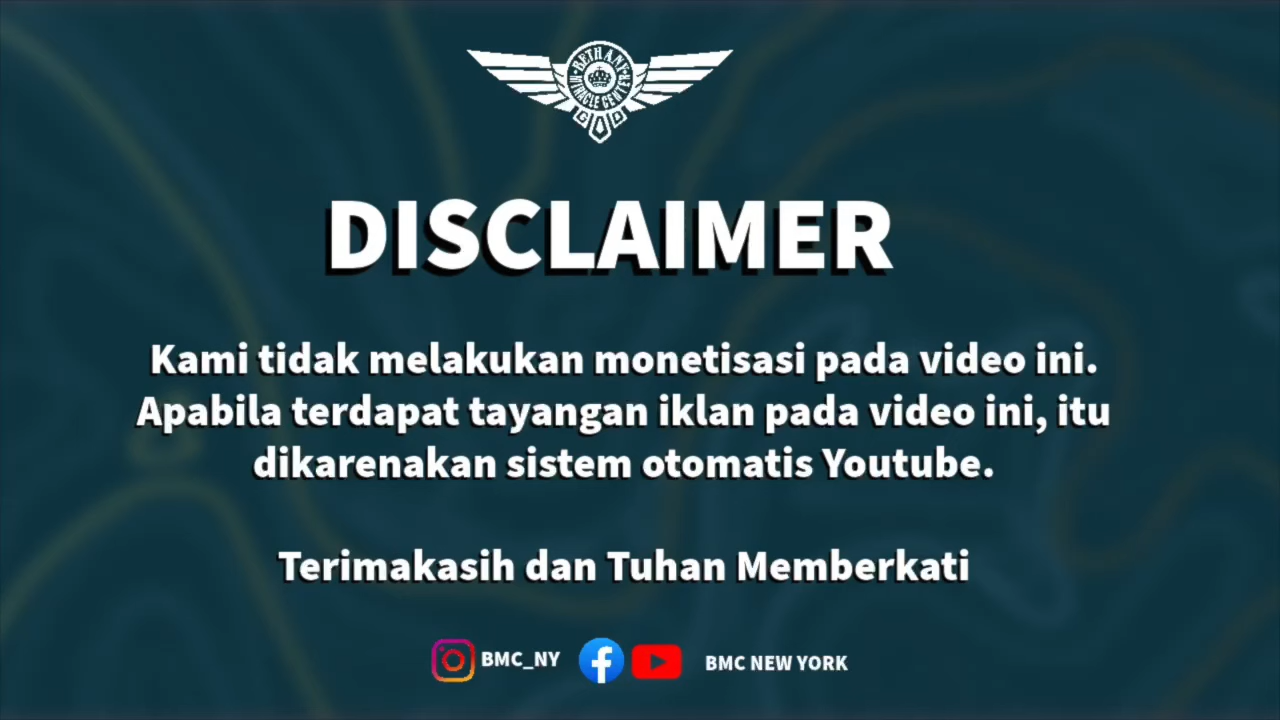 BETHANY
MIRACLE CENTER
DISCLAIMER
Kami tidak melakukan monetisasi pada video ini.
Apabila terdapat tayangan iklan pada video ini, itu
dikarenakan sistem otomatis Youtube.
Terimakasih dan Tuhan Memberkati
BMC_NY
BMC NEW YORK